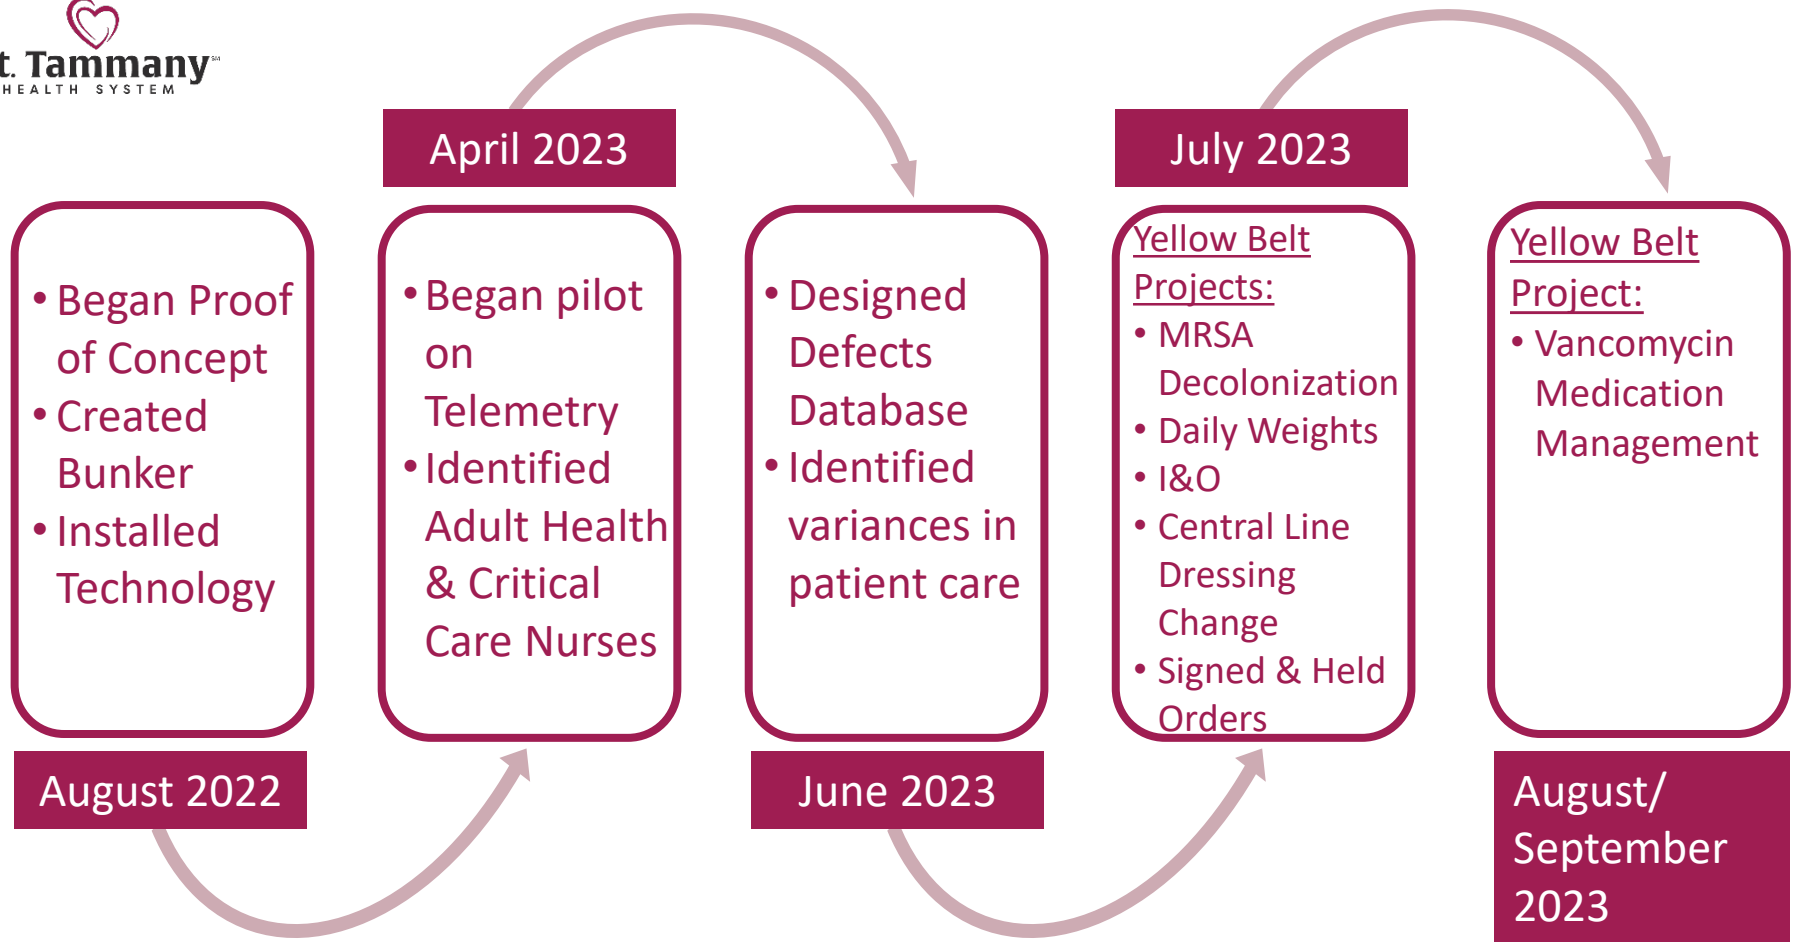 t. Tammany
HEALTH SYSTEM
August 2022
• Began Proof
of Concept
• Created
Bunker
• Installed
Technology
April 2023
• Began pilot
on
Telemetry
• Identified
Adult Health
& Critical
Care Nurses
June 2023
• Designed
Defects
Database
• Identified
variances in
patient care
July 2023
Yellow Belt
Projects:
• MRSA
Decolonization
• Daily Weights
• I&O
• Central Line
Dressing
Change
• Signed & Held
Orders
August/
September
2023
Yellow Belt
Project:
• Vancomycin
Medication
Management